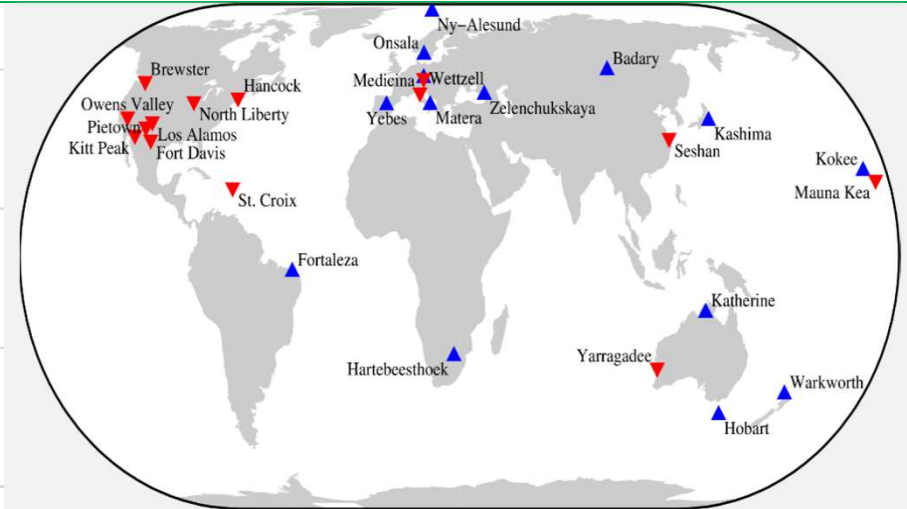 Ny-Alesund
Onsala
Badary
Brewster
Medicina
Wettzell
Hancock
Owens Valley
North Liberty
Yebes
Matera
Zelenchukskaya
Pietown
Los Alamos
Kashima
Kitt Peak
Fort Davis
Seshan
Kokee
Mauna Kea
St. Croix
Fortaleza
Katherine
Yarragadee
Hartebeesthoek
Warkworth
Hobart